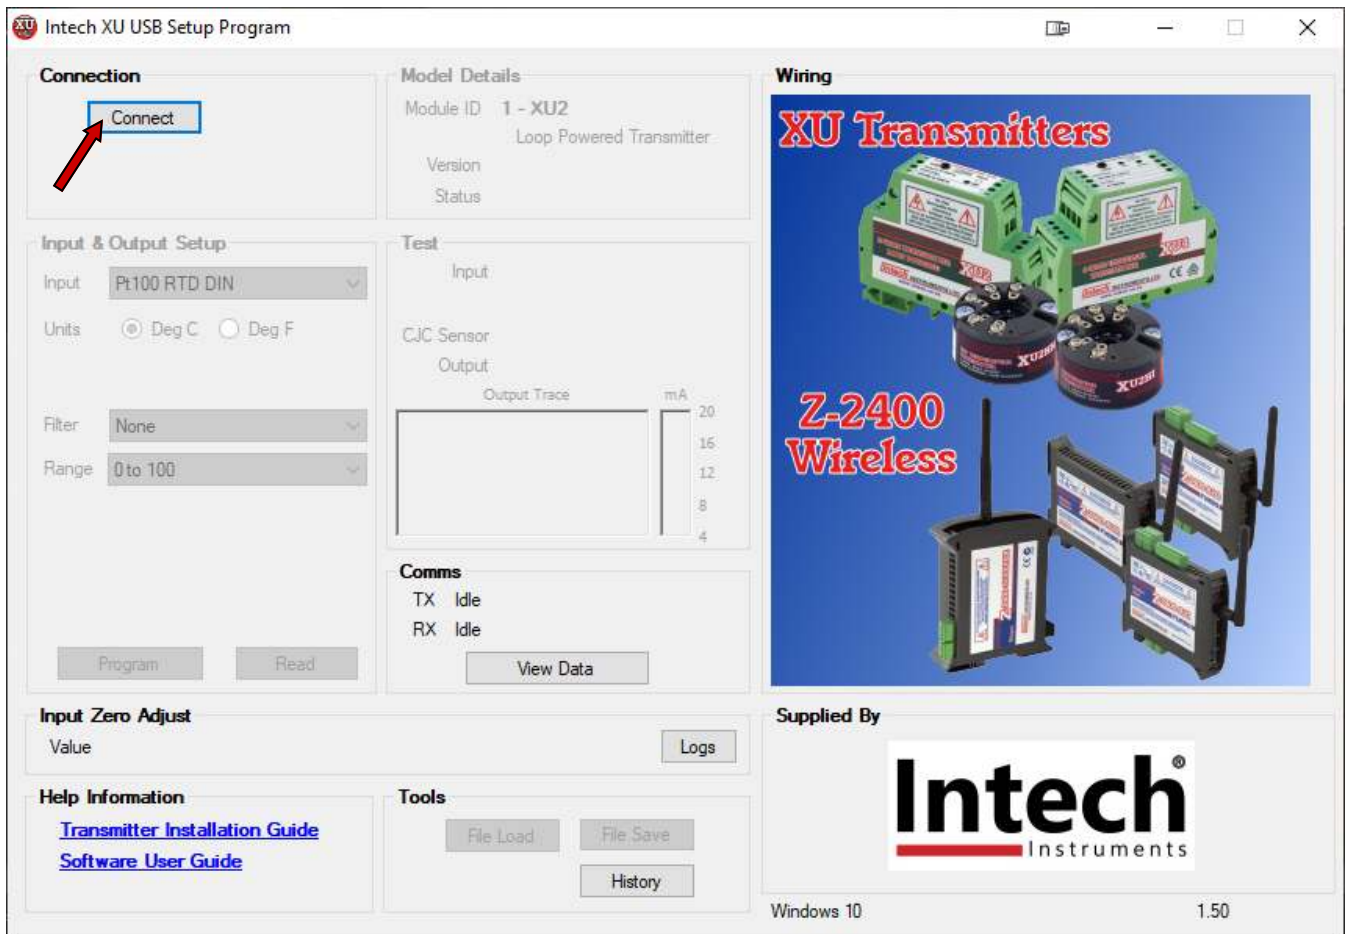 Intech XU USB Setup Program
Connection
Connect
Model Details
Module ID 1 - XU2
Loop Powered Transmitter
Version
Status
Input & Output Setup
Input Pt100 RTD DIN
Units Deg C Deg F
Filter None
Range 0 to 100
Program Read
Test
Input
CJC Sensor
Output
Output Trace mA
20
16
12
8
4
Comms
TX Idle
RX Idle
View Data
Wiring
XU Transmitters
XU2HI
Z-2400
Wireless
Input Zero Adjust
Value
Logs
Help Information
Transmitter Installation Guide
Software User Guide
Tools
File Load File Save
History
Supplied By
Intech®
Instruments
Windows 10 1.50